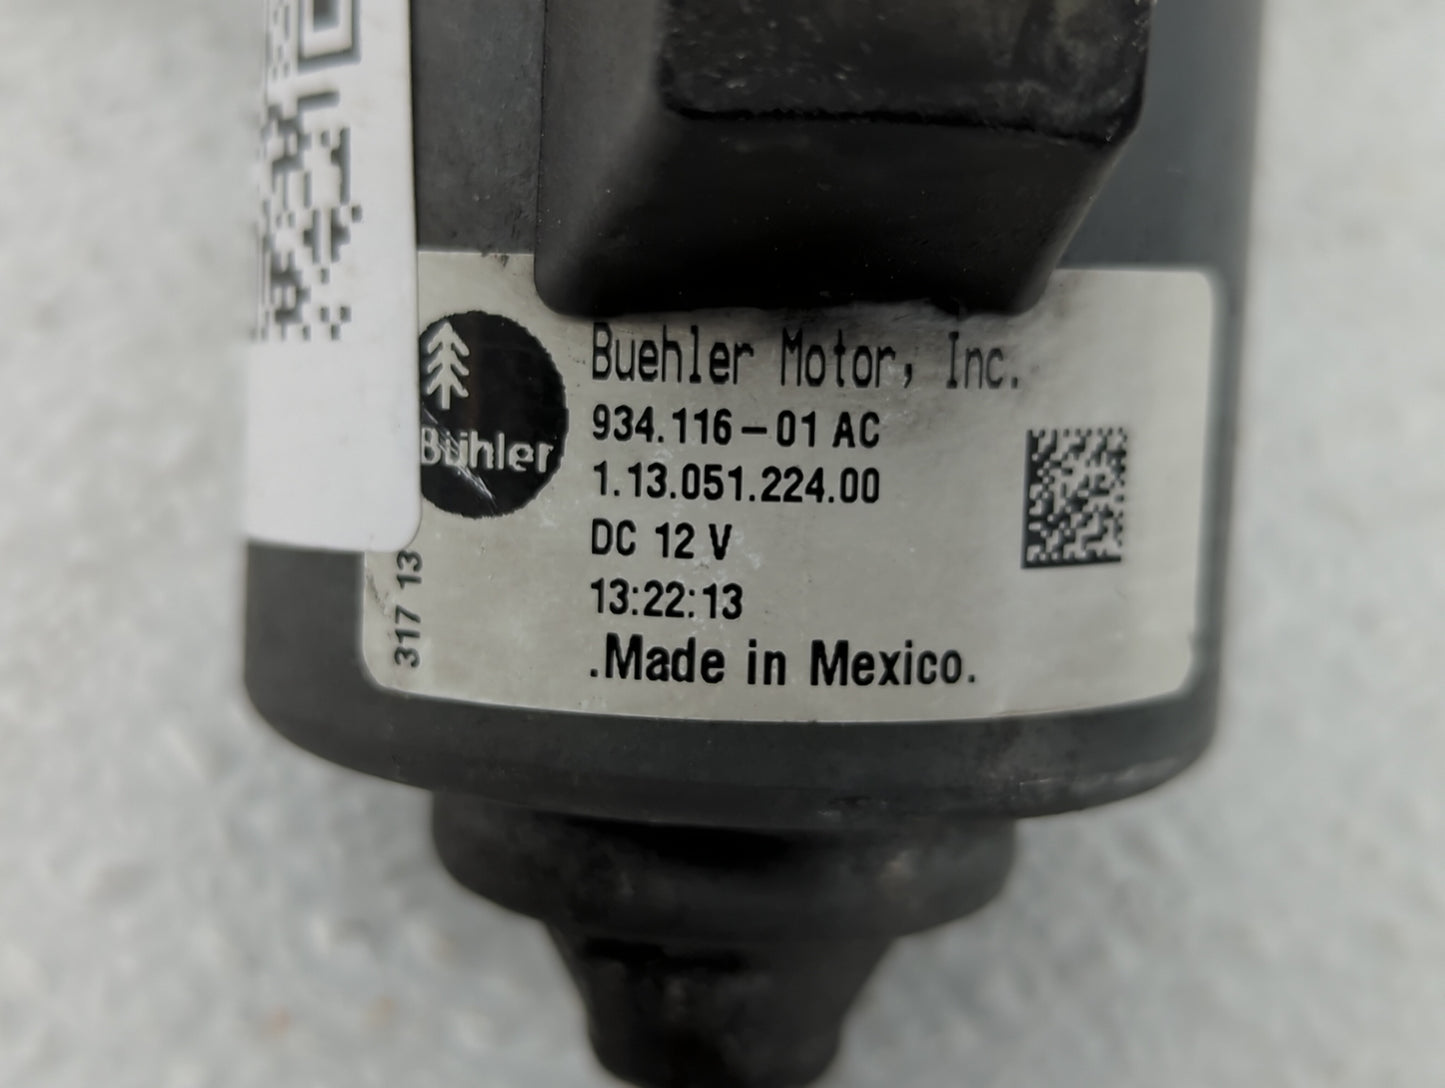 Bühler
Buehler Motor, Inc.
934.116-01 AC
1.13.051.224.00
DC 12 V
13:22:13
.Made in Mexico.
317 13